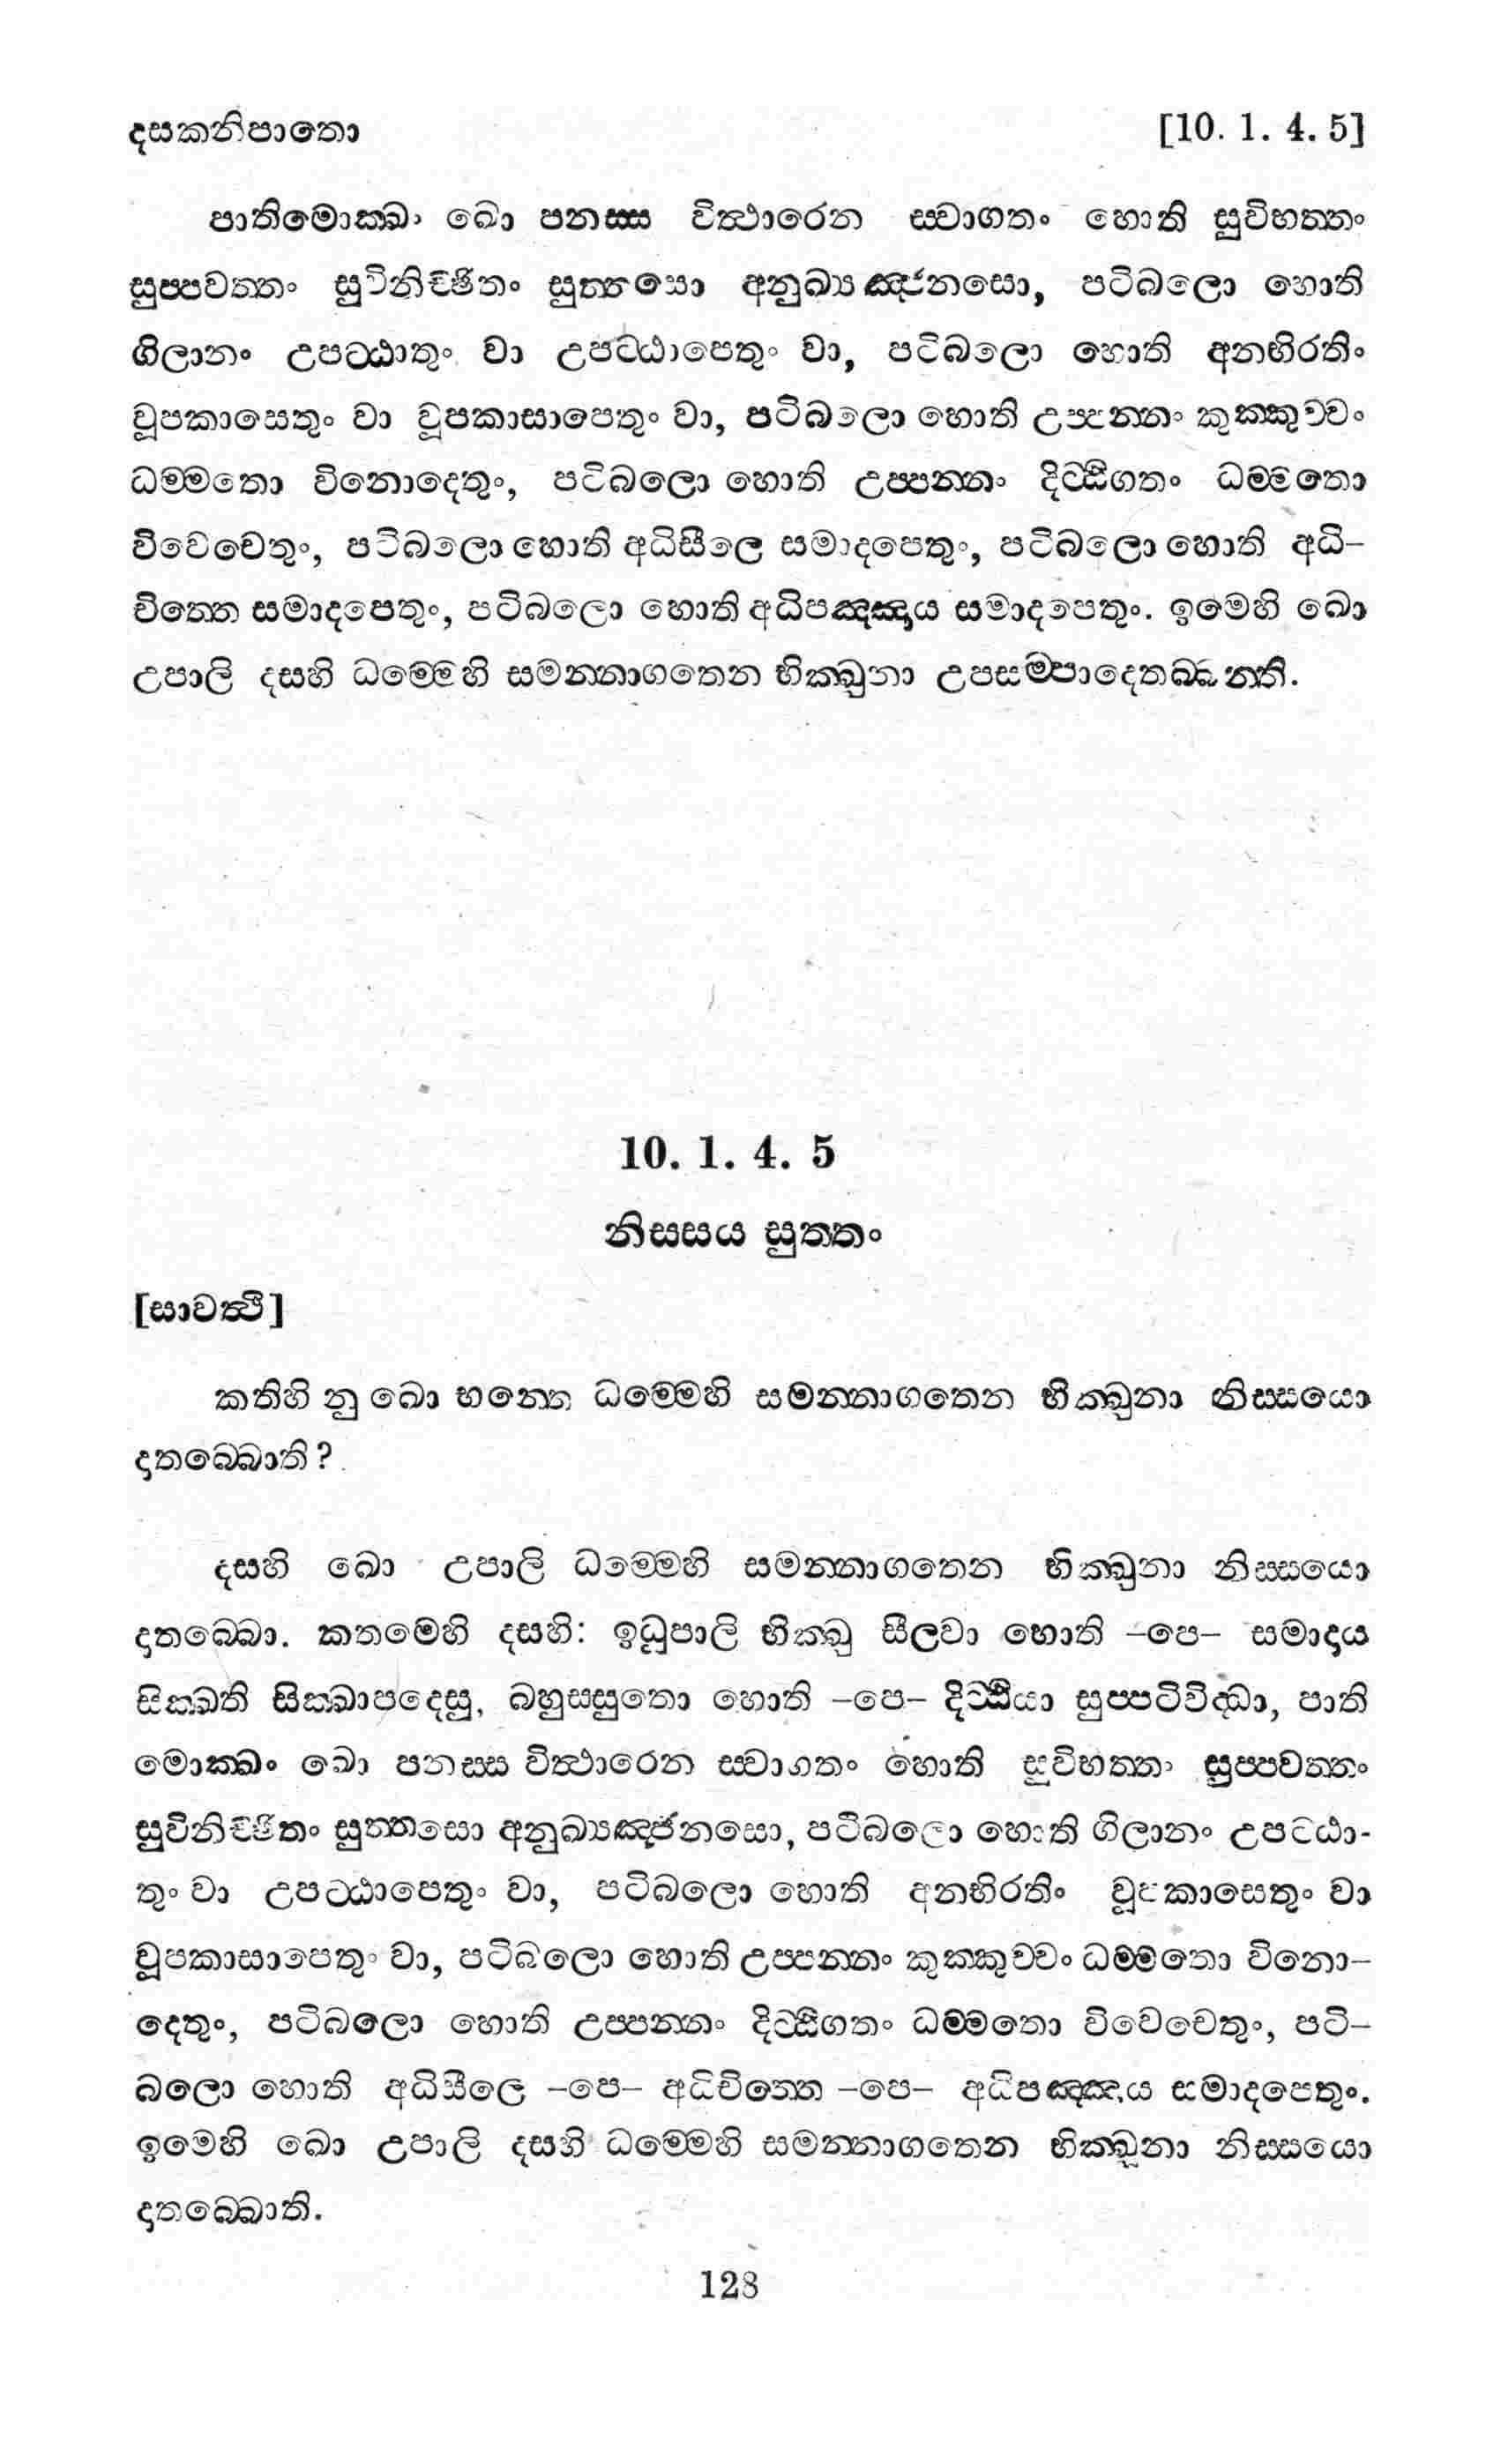 දසකනිපාතො [10. 1. 4. 5]
පාතිමොක්ඛං ඛො පනස්ස විත්ථාරෙන ස්වාගතං හොති සුවිභත්තං
සුප්පවත්තං සුවිනිච්ඡිතං සුත්තසො අනුබ්‍යඤ්ජනසො, පටිබලො හොති
ගිලානං උපට්ඨාතුං වා උපට්ඨාපෙතුං වා, පටිබලො හොති අනභිරතිං
වූපකාසෙතුං වා වූපකාසාපෙතුං වා, පටිබලො හොති උප්පන්නං කුක්කුච්චං
ධම්මතො විනොදෙතුං, පටිබලො හොති උප්පන්නං දිට්ඨිගතං ධම්මතො
විවෙචෙතුං, පටිබලො හොති අධිසීලෙ සමාදපෙතුං, පටිබලො හොති අධි–
චිත්තෙ සමාදපෙතුං, පටිබලො හොති අධිපඤ්ඤාය සමාදපෙතුං. ඉමෙහි ඛො
උපාලි දසහි ධම්මෙහි සමන්නාගතෙන භික්ඛුනා උපසම්පාදෙතබ්බන්ති.
10. 1. 4. 5
නිස්සය සුත්තං
[සාවත්ථි]
කතිහි නු ඛො භන්තෙ ධම්මෙහි සමන්නාගතෙන භික්ඛුනා නිස්සයො
දාතබ්බොති?
දසහි ඛො උපාලි ධම්මෙහි සමන්නාගතෙන භික්ඛුනා නිස්සයො
දාතබ්බො. කතමෙහි දසහි: ඉධූපාලි භික්ඛු සීලවා හොති –පෙ– සමාදාය
සික්ඛති සික්ඛාපදෙසු, බහුස්සුතො හොති –පෙ– දිට්ඨියා සුප්පටිවිද්ධා, පාති
මොක්ඛං ඛො පනස්ස විත්ථාරෙන ස්වාගතං හොති සුවිභත්තං සුප්පවත්තං
සුවිනිච්ඡිතං සුත්තසො අනුබ්‍යඤ්ජනසො, පටිබලො හොති ගිලානං උපට්ඨා-
තුං වා උපට්ඨාපෙතුං වා, පටිබලො හොති අනභිරතිං වූපකාසෙතුං වා
වූපකාසාපෙතුං වා, පටිබලො හොති උප්පන්නං කුක්කුච්චං ධම්මතො විනො–
දෙතුං, පටිබලො හොති උප්පන්නං දිට්ඨිගතං ධම්මතො විවෙචෙතුං, පටි–
බලො හොති අධිසීලෙ –පෙ– අධිචිත්තෙ –පෙ– අධිපඤ්ඤාය සමාදපෙතුං.
ඉමෙහි ඛො උපාලි දසහි ධම්මෙහි සමන්නාගතෙන භික්ඛුනා නිස්සයො
දාතබ්බොති.
128